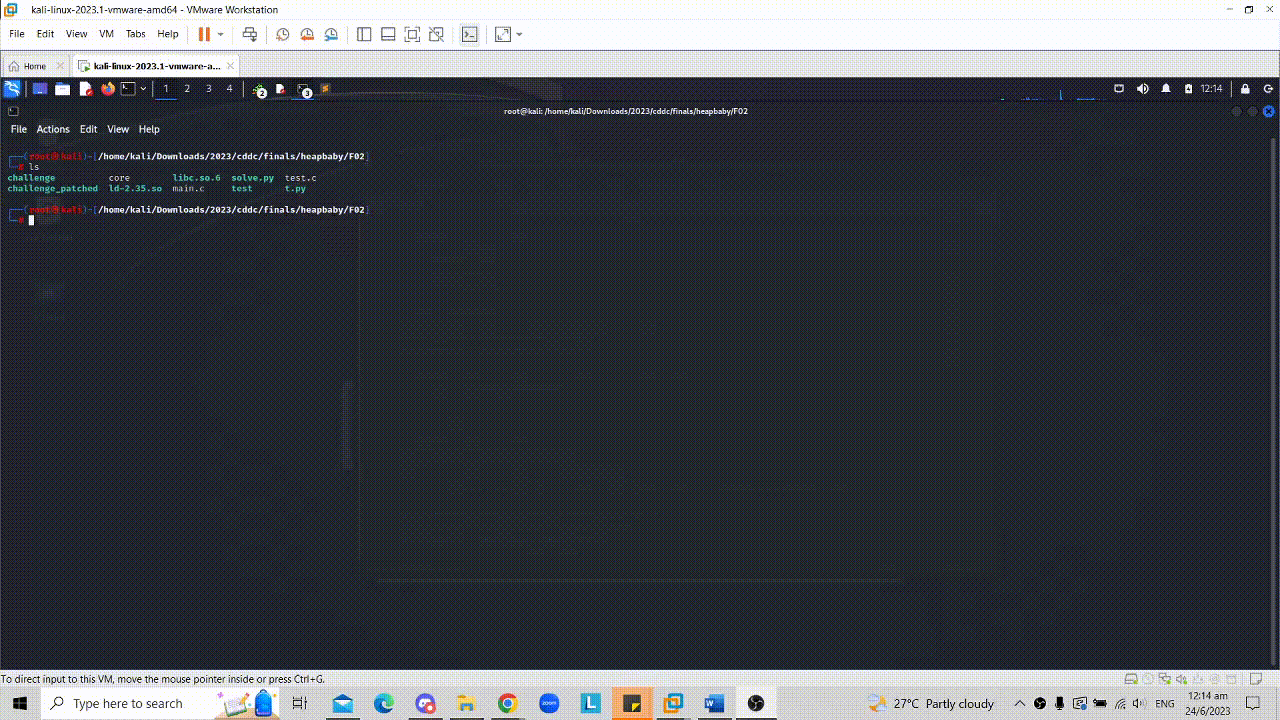 kali-linux-2023.1-vmware-amd64 - VMware Workstation
File Edit View VM Tabs Help
Home kali-linux-2023.1-vmware-a...
1 2 3 4 2 3 12:14
root@kali: /home/kali/Downloads/2023/cddc/finals/heapbaby/F02
File Actions Edit View Help
┌──(root㉿kali)-[/home/kali/Downloads/2023/cddc/finals/heapbaby/F02]
└─# ls
challenge core libc.so.6 solve.py test.c
challenge_patched ld-2.35.so main.c test t.py
┌──(root㉿kali)-[/home/kali/Downloads/2023/cddc/finals/heapbaby/F02]
└─#
To direct input to this VM, move the mouse pointer inside or press Ctrl+G.
Type here to search zoom L W 27°C Partly cloudy ENG 12:14 am
24/6/2023